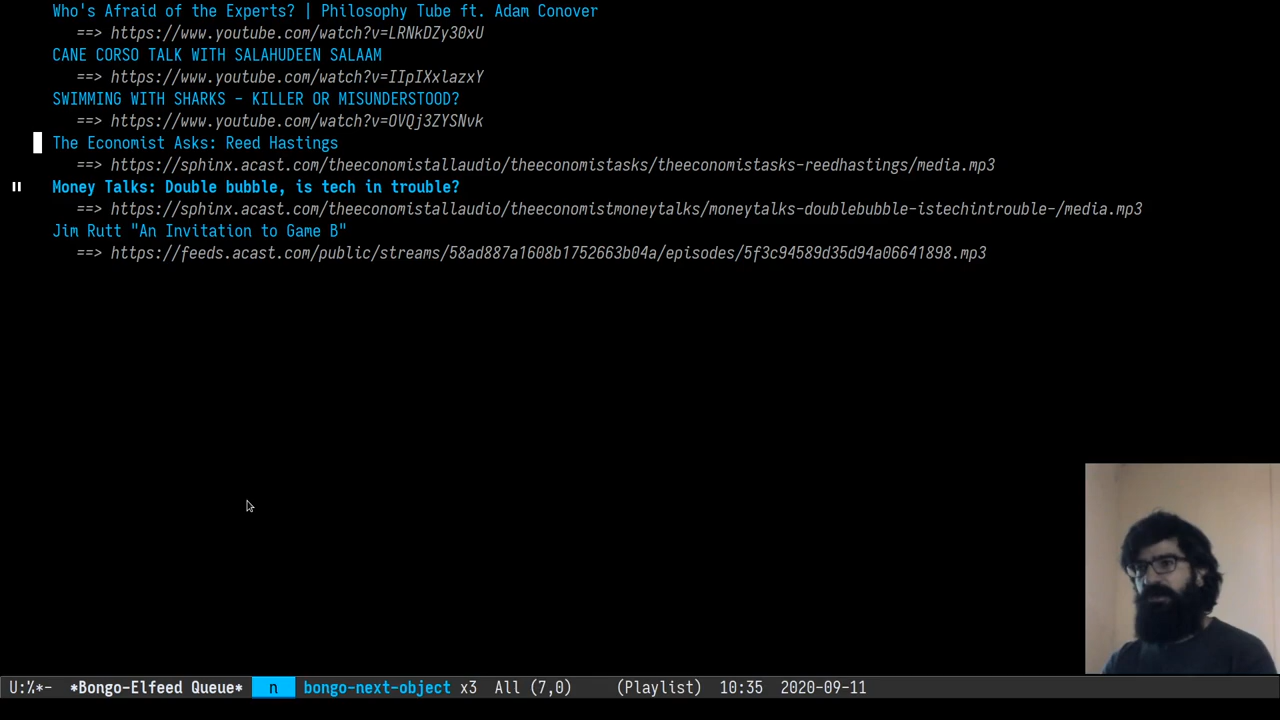 Who's Afraid of the Experts? | Philosophy Tube ft. Adam Conover
==> https://www.youtube.com/watch?v=LRNkDZy30xU
CANE CORSO TALK WITH SALAHUDEEN SALAAM
==> https://www.youtube.com/watch?v=IIpIXxlazxY
SWIMMING WITH SHARKS - KILLER OR MISUNDERSTOOD?
==> https://www.youtube.com/watch?v=OVQj3ZYSNvk
The Economist Asks: Reed Hastings
==> https://sphinx.acast.com/theeconomistallaudio/theeconomistasks/theeconomistasks-reedhastings/media.mp3
Money Talks: Double bubble, is tech in trouble?
==> https://sphinx.acast.com/theeconomistallaudio/theeconomistmoneytalks/moneytalks-doublebubble-istechintrouble-/media.mp3
Jim Rutt "An Invitation to Game B"
==> https://feeds.acast.com/public/streams/58ad887a1608b1752663b04a/episodes/5f3c94589d35d94a06641898.mp3
U:%*- *Bongo-Elfeed Queue* n bongo-next-object x3 All (7,0) (Playlist) 10:35 2020-09-11